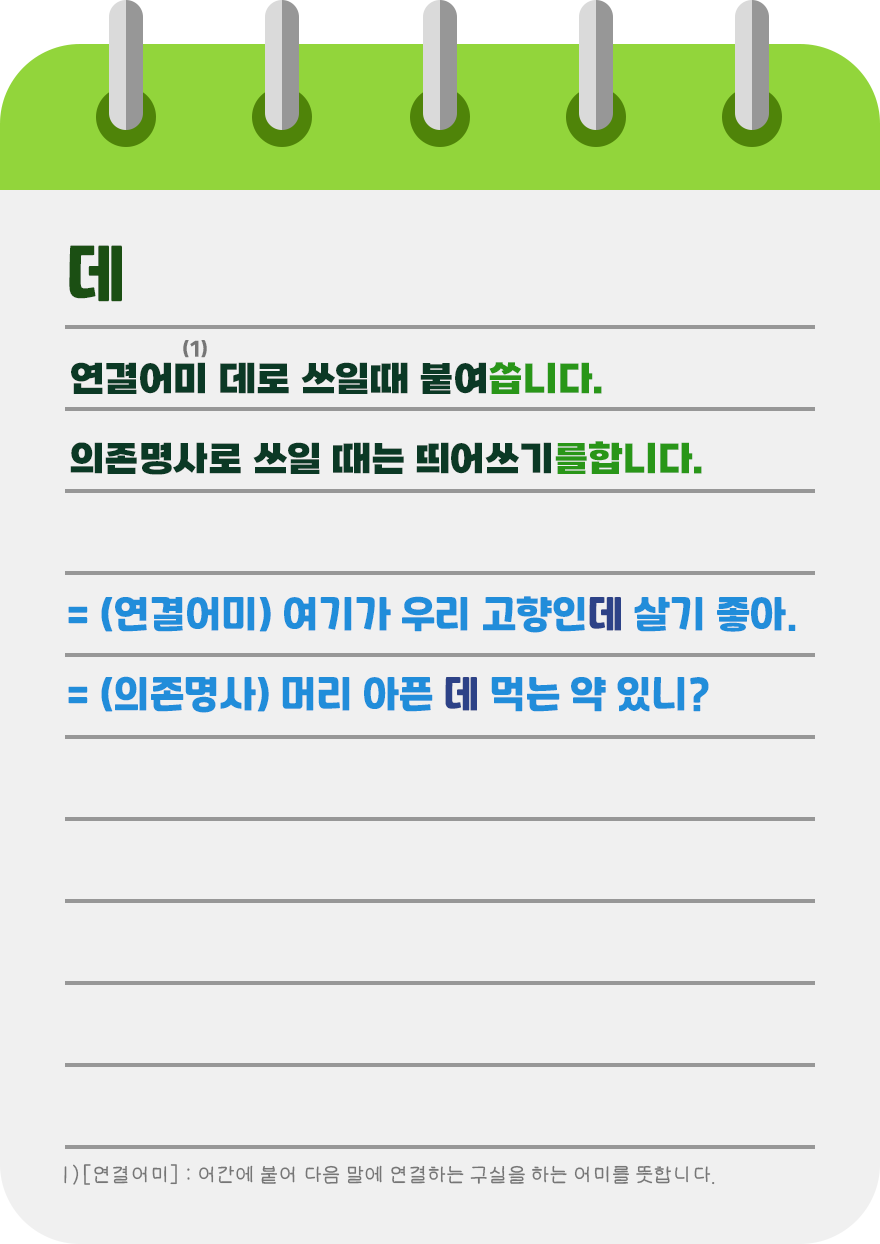 데
(1)
연결어미 데로 쓰일때 붙여씁니다.
의존명사로 쓰일 때는 띄어쓰기를합니다.
= (연결어미) 여기가 우리 고향인데 살기 좋아.
= (의존명사) 머리 아픈 데 먹는 약 있니?
1)[연결어미] : 어간에 붙어 다음 말에 연결하는 구실을 하는 어미를 뜻합니다.